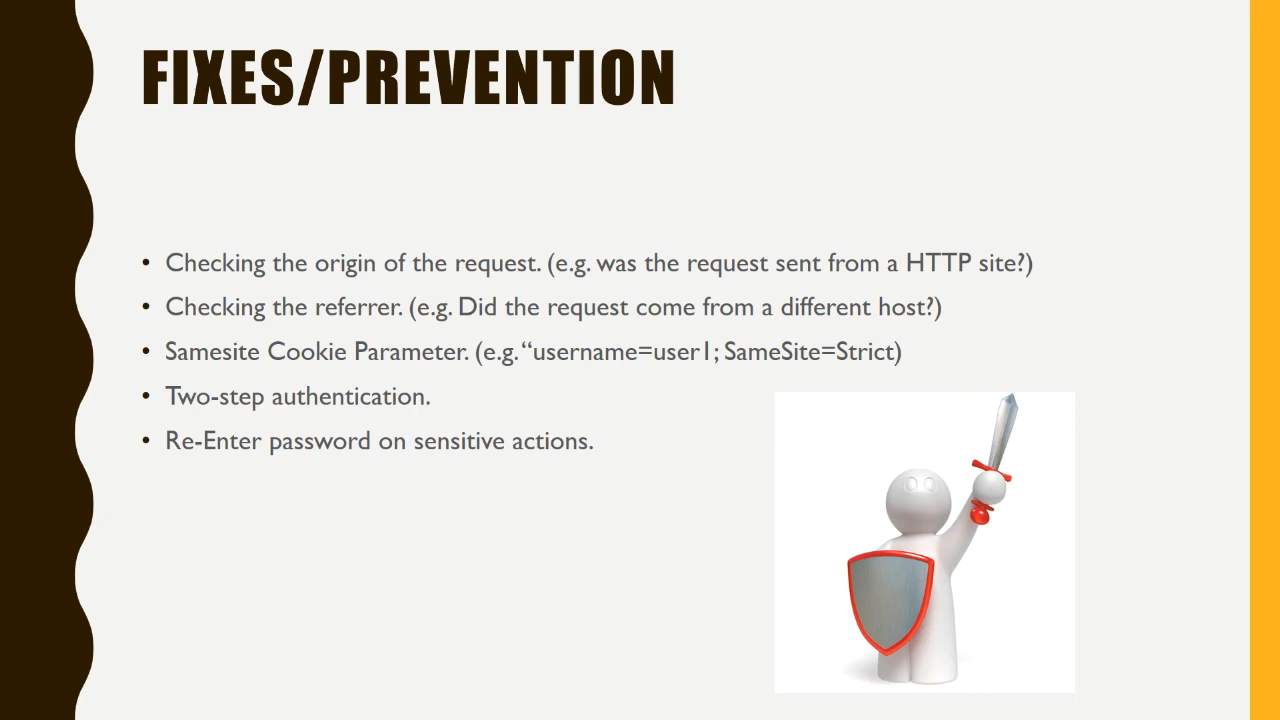 FIXES/PREVENTION
• Checking the origin of the request. (e.g. was the request sent from a HTTP site?)
• Checking the referrer. (e.g. Did the request come from a different host?)
• Samesite Cookie Parameter. (e.g. “username=user1; SameSite=Strict)
• Two-step authentication.
• Re-Enter password on sensitive actions.